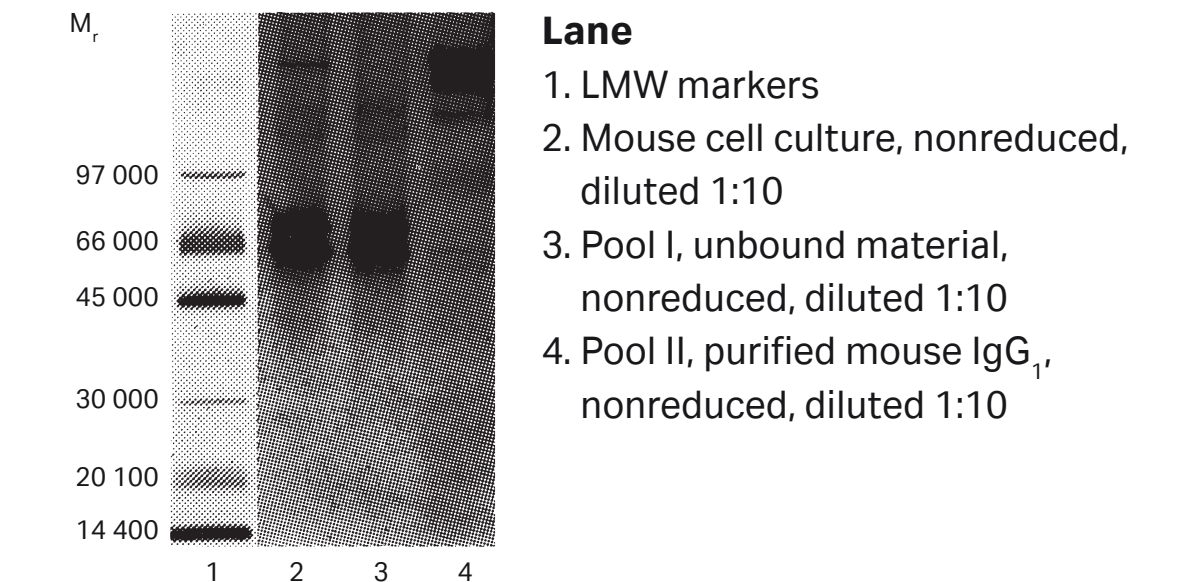 Mr
97 000
66 000
45 000
30 000
20 100
14 400
1 2 3 4
Lane
1. LMW markers
2. Mouse cell culture, nonreduced,
diluted 1:10
3. Pool I, unbound material,
nonreduced, diluted 1:10
4. Pool II, purified mouse IgG1,
nonreduced, diluted 1:10